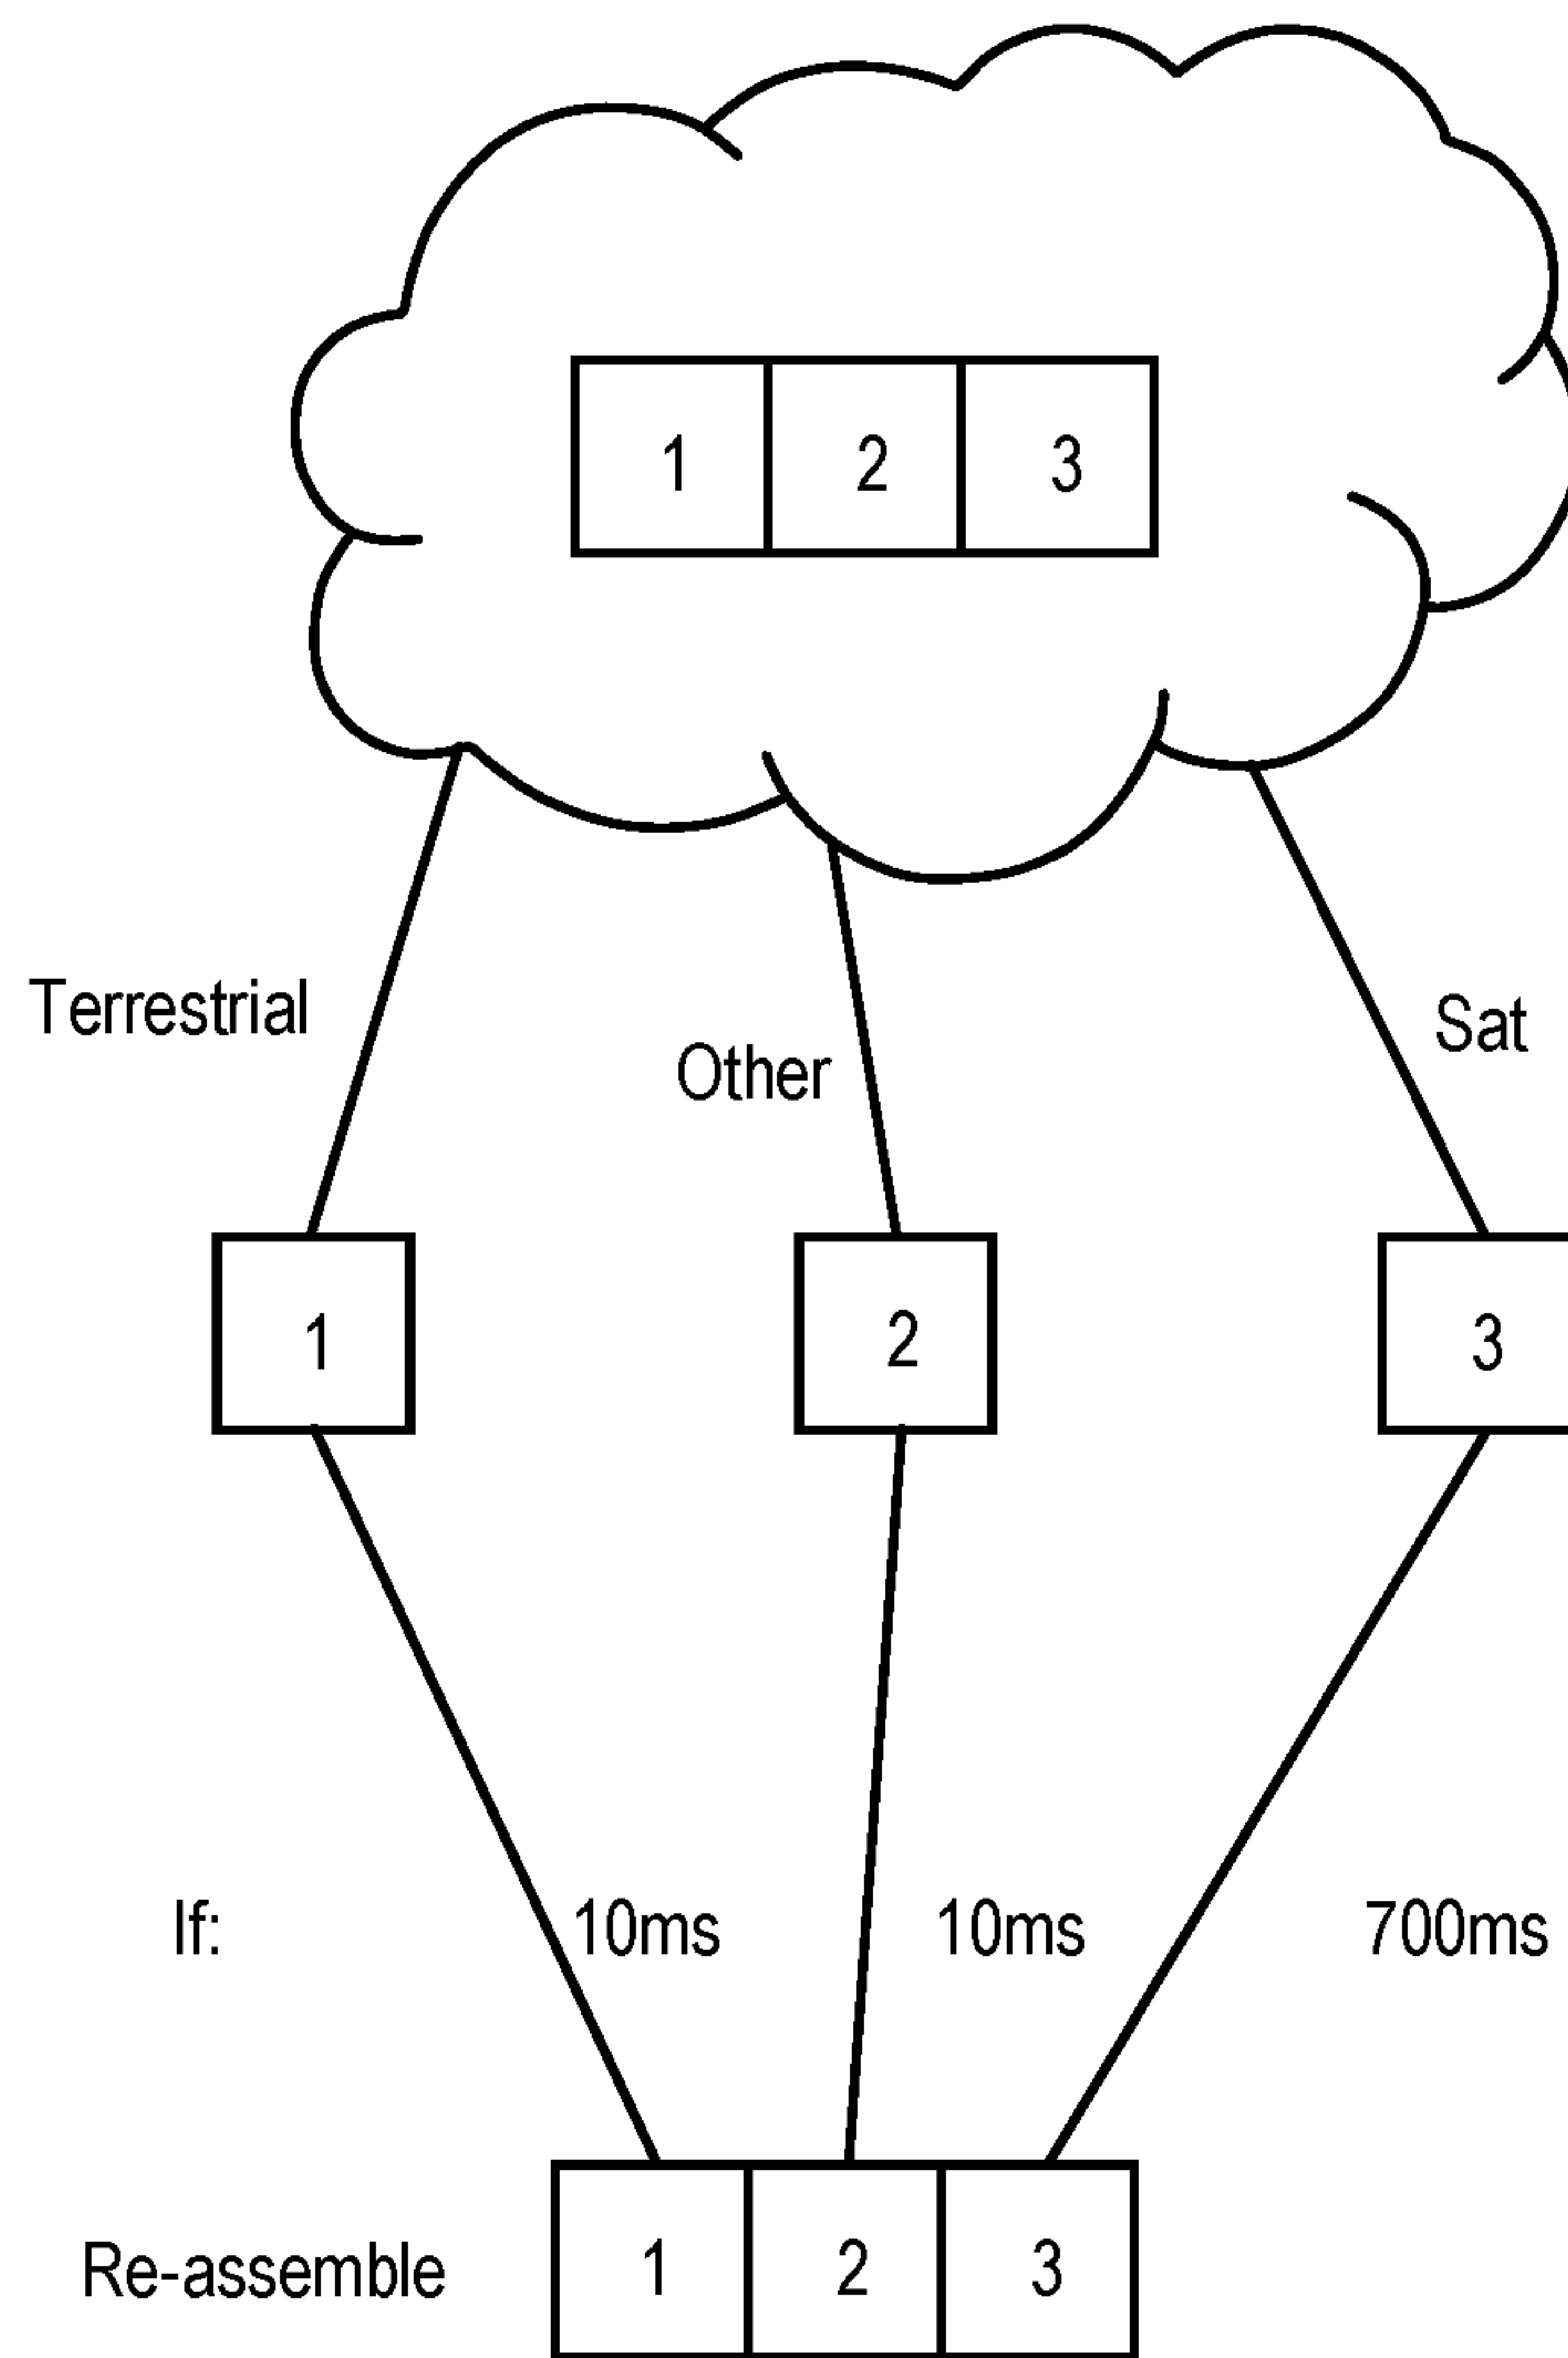 1 2 3
Terrestrial
Other
Sat
1 2 3
If: 10ms 10ms 700ms
Re-assemble 1 2 3